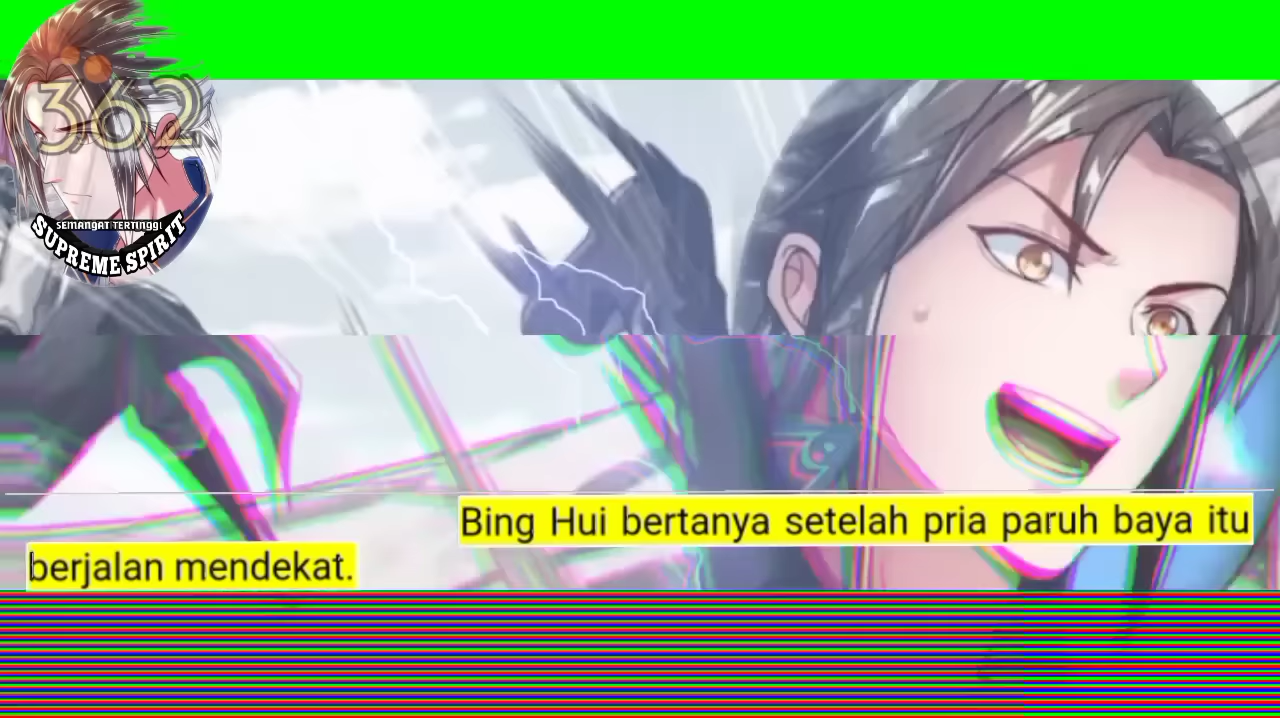 362
SEMANGAT TERTINGGI
SUPREME SPIRIT
Bing Hui bertanya setelah pria paruh baya itu
berjalan mendekat.